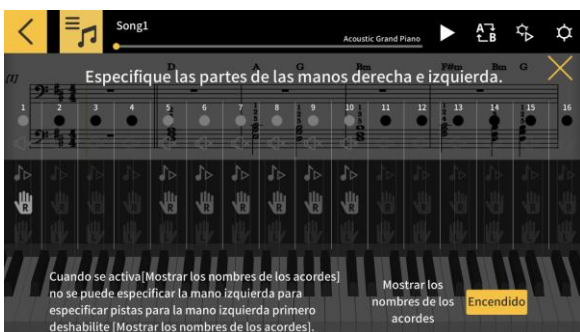 Song1
Acoustic Grand Piano
A
B
D A G Bm F#m Bm G
[1]
Especifique las partes de las manos derecha e izquierda.
1 2 3 4 5 6 7 8 9 10 11 12 13 14 15 16
R R R R R R R
Cuando se activa[Mostrar los nombres de los acordes]
no se puede especificar la mano izquierda para
especificar pistas para la mano izquierda primero
deshabilite [Mostrar los nombres de los acordes].
Mostrar los
nombres de los
acordes
Encendido